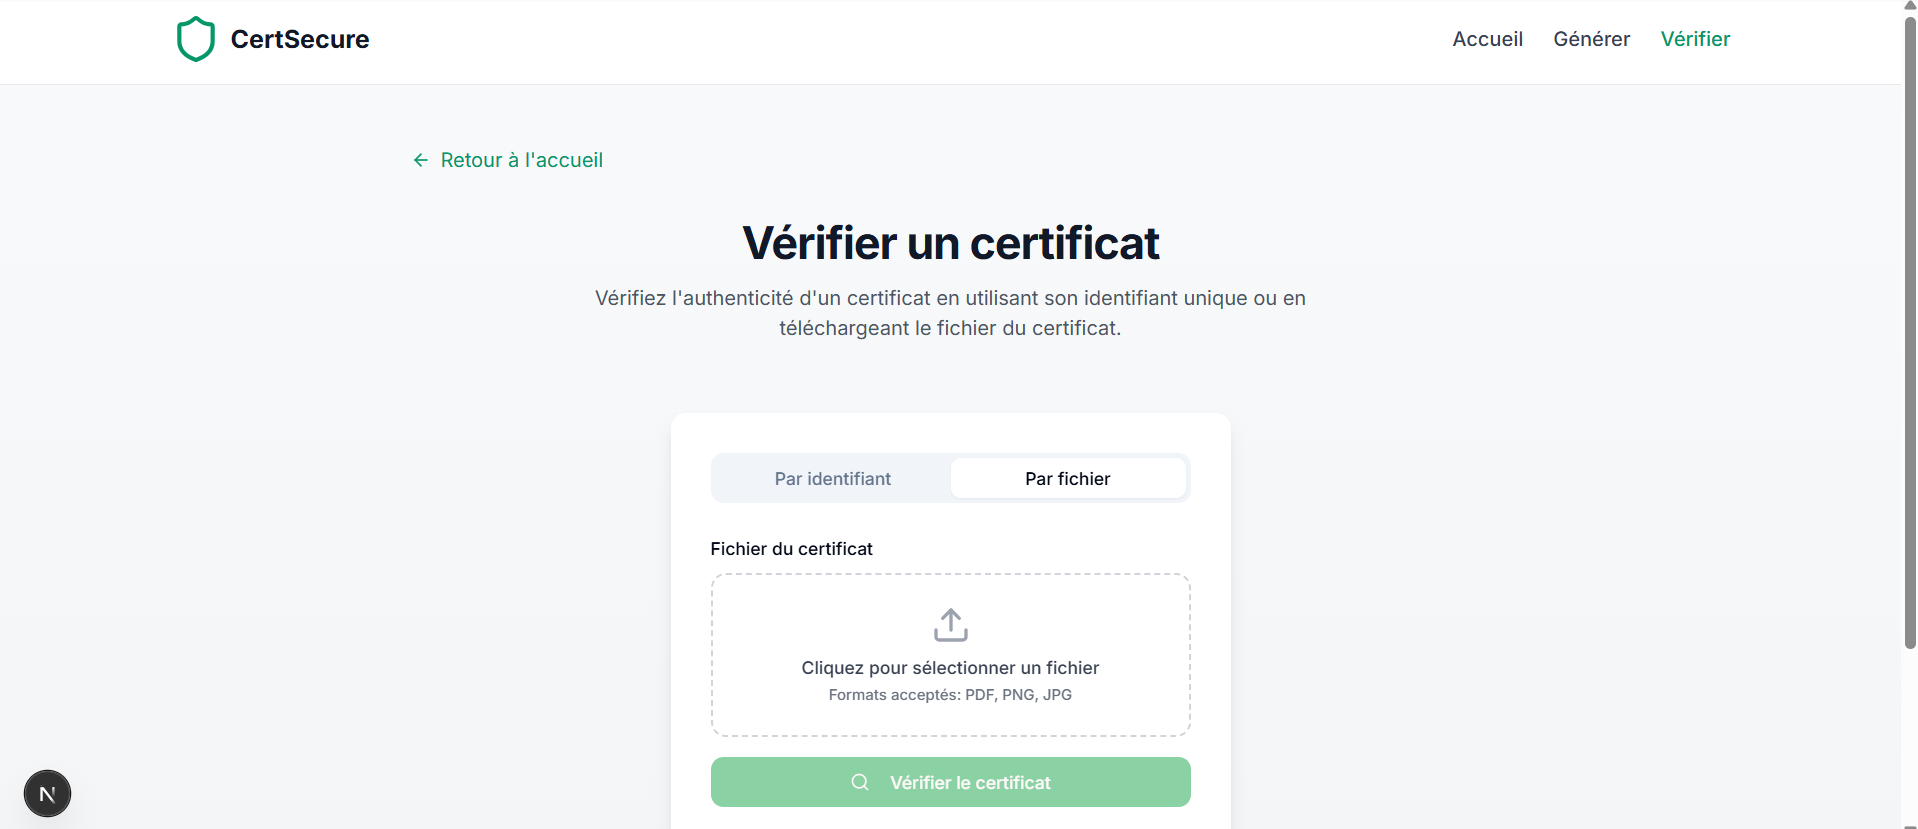 CertSecure
Accueil
Générer
Vérifier
← Retour à l'accueil
Vérifier un certificat
Vérifiez l'authenticité d'un certificat en utilisant son identifiant unique ou en
téléchargeant le fichier du certificat.
Par identifiant
Par fichier
Fichier du certificat
Cliquez pour sélectionner un fichier
Formats acceptés: PDF, PNG, JPG
Vérifier le certificat
N